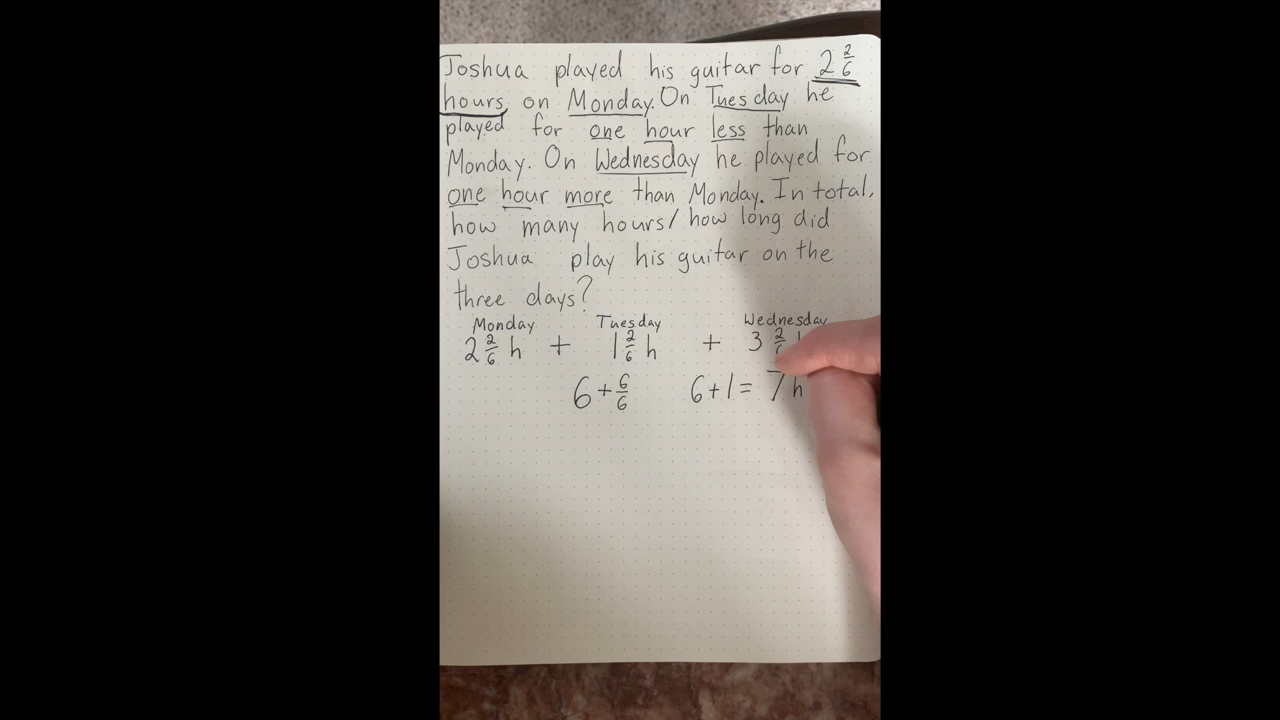 Joshua played his guitar for 2 2/6
hours on Monday. On Tuesday he
played for one hour less than
Monday. On Wednesday he played for
one hour more than Monday. In total,
how many hours/how long did
Joshua play his guitar on the
three days?
Monday Tuesday Wednesday
2 2/6 h + 1 2/6 h + 3 2/6 h
6 + 6/6 6+1 = 7 h